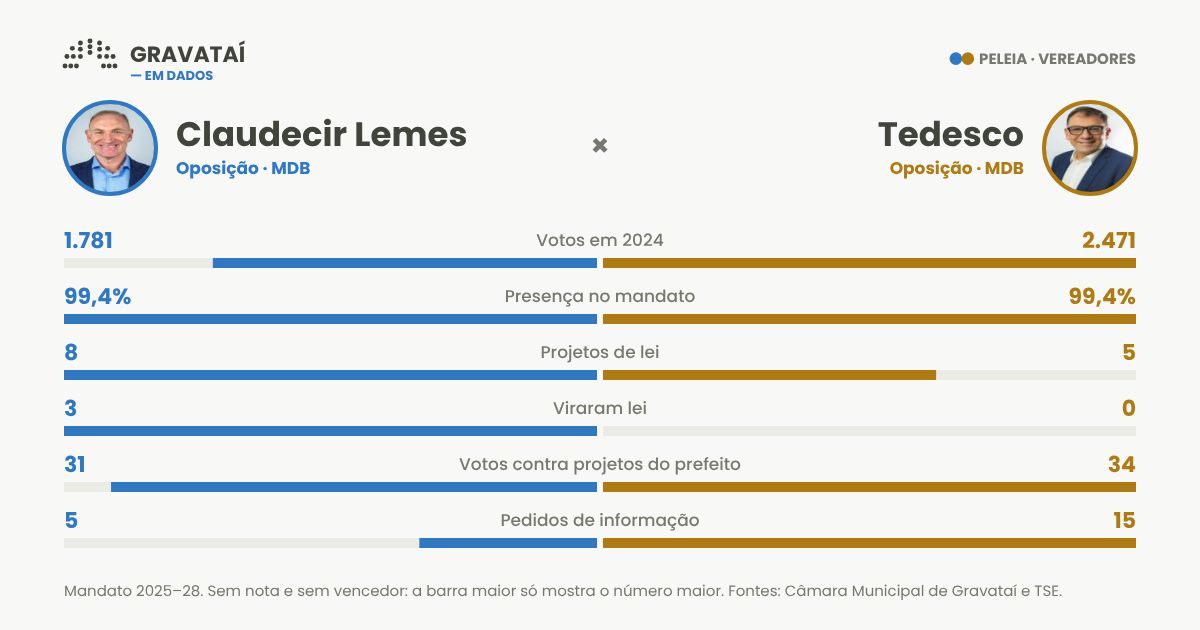 GRAVATAÍ
— EM DADOS
PELEIA · VEREADORES
Claudecir Lemes
Oposição · MDB
×
Tedesco
Oposição · MDB
1.781 Votos em 2024 2.471
99,4% Presença no mandato 99,4%
8 Projetos de lei 5
3 Viraram lei 0
31 Votos contra projetos do prefeito 34
5 Pedidos de informação 15
Mandato 2025–28. Sem nota e sem vencedor: a barra maior só mostra o número maior. Fontes: Câmara Municipal de Gravataí e TSE.